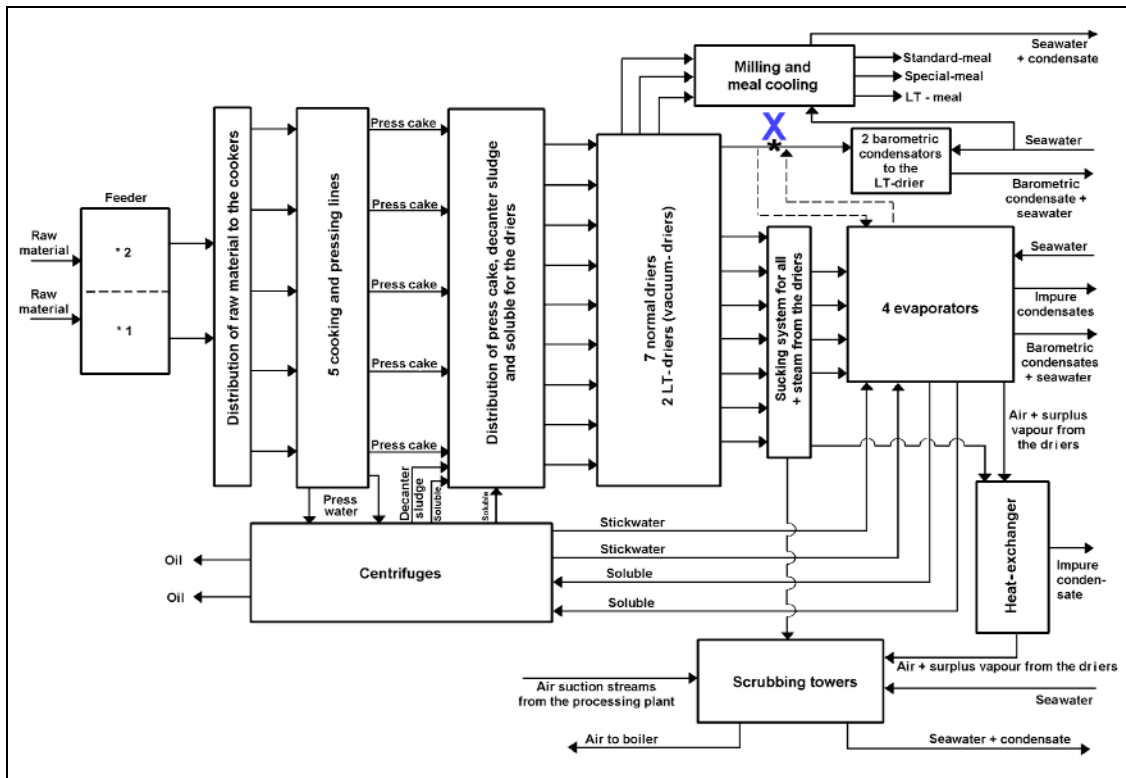 Seawater
+ condensate
Milling and
meal cooling
Standard-meal
Special-meal
LT - meal
X
*
Seawater
2 barometric
condensators
to the
LT-drier
Barometric
condensate +
seawater
Feeder
Raw
material
* 2
Raw
material
* 1
Distribution of raw material to the cookers
5 cooking and pressing lines
Press cake
Press cake
Press cake
Press cake
Press cake
Distribution of press cake, decanter sludge
and soluble for the driers
7 normal driers
2 LT- driers (vacuum-driers)
Sucking system for all
+ steam from the driers
4 evaporators
Seawater
Impure
condensates
Barometric
condensates
+ seawater
Air + surplus
vapour from
the driers
Press
water
Decanter
sludge
Soluble
Soluble
Centrifuges
Oil
Oil
Stickwater
Stickwater
Soluble
Soluble
Heat-exchanger
Impure
conden-
sate
Air + surplus vapour from the driers
Scrubbing towers
Air suction streams
from the processing plant
Seawater
Air to boiler
Seawater + condensate